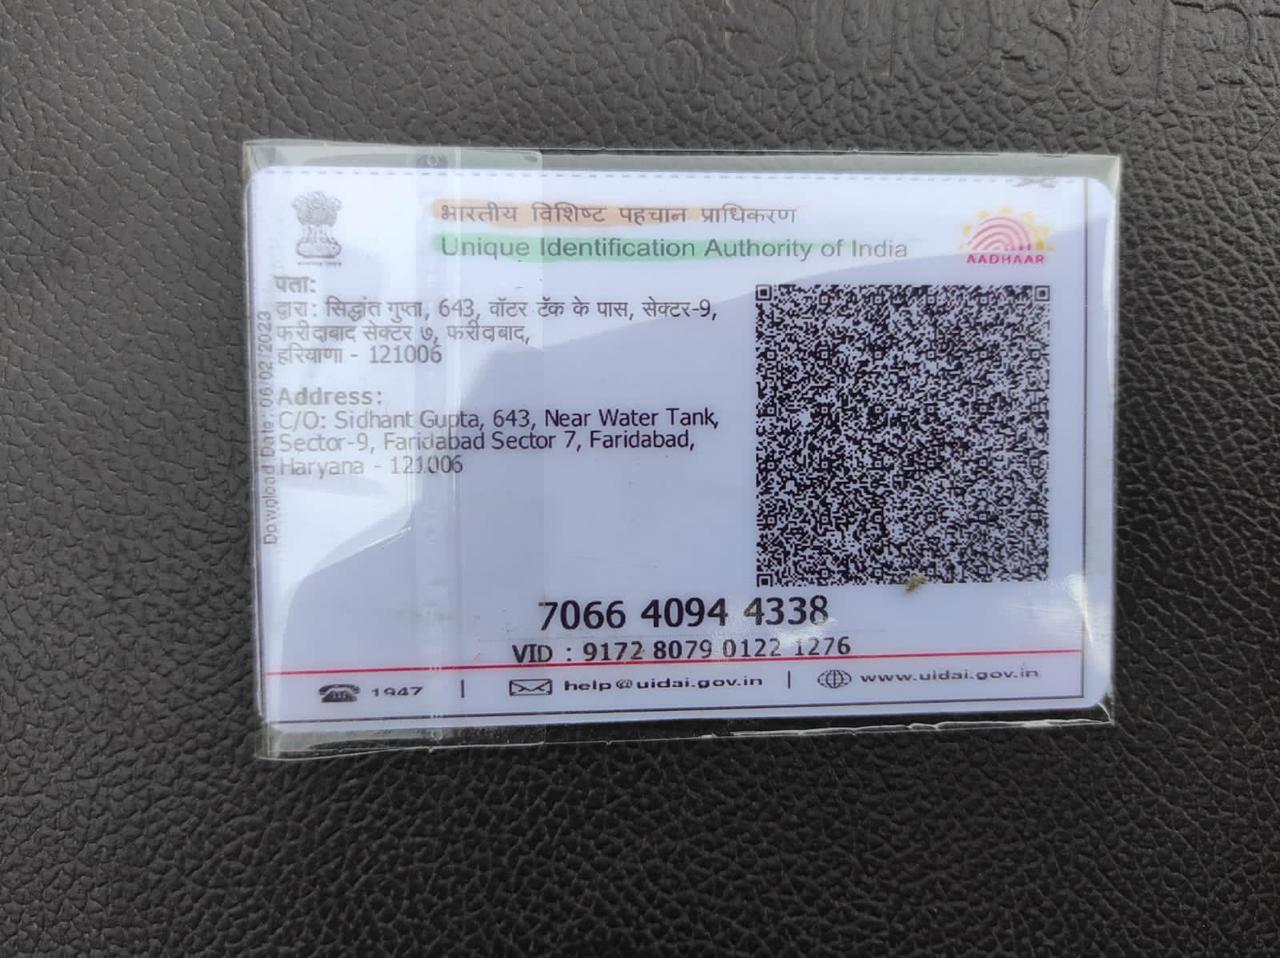 भारतीय विशिष्ट पहचान प्राधिकरण
Unique Identification Authority of India
AADHAAR
पता:
द्वारा: सिद्धांत गुप्ता, 643, वॉटर टॅंक के पास, सेक्टर-9,
फरीदाबाद सेक्टर ७, फरीदबाद,
हरियाणा - 121006
Address:
C/O: Sidhant Gupta, 643, Near Water Tank,
Sector-9, Faridabad Sector 7, Faridabad,
Haryana - 121006
Download Date: 06/02/2023
7066 4094 4338
VID : 9172 8079 0122 1276
1947 | help@uidai.gov.in | www.uidai.gov.in